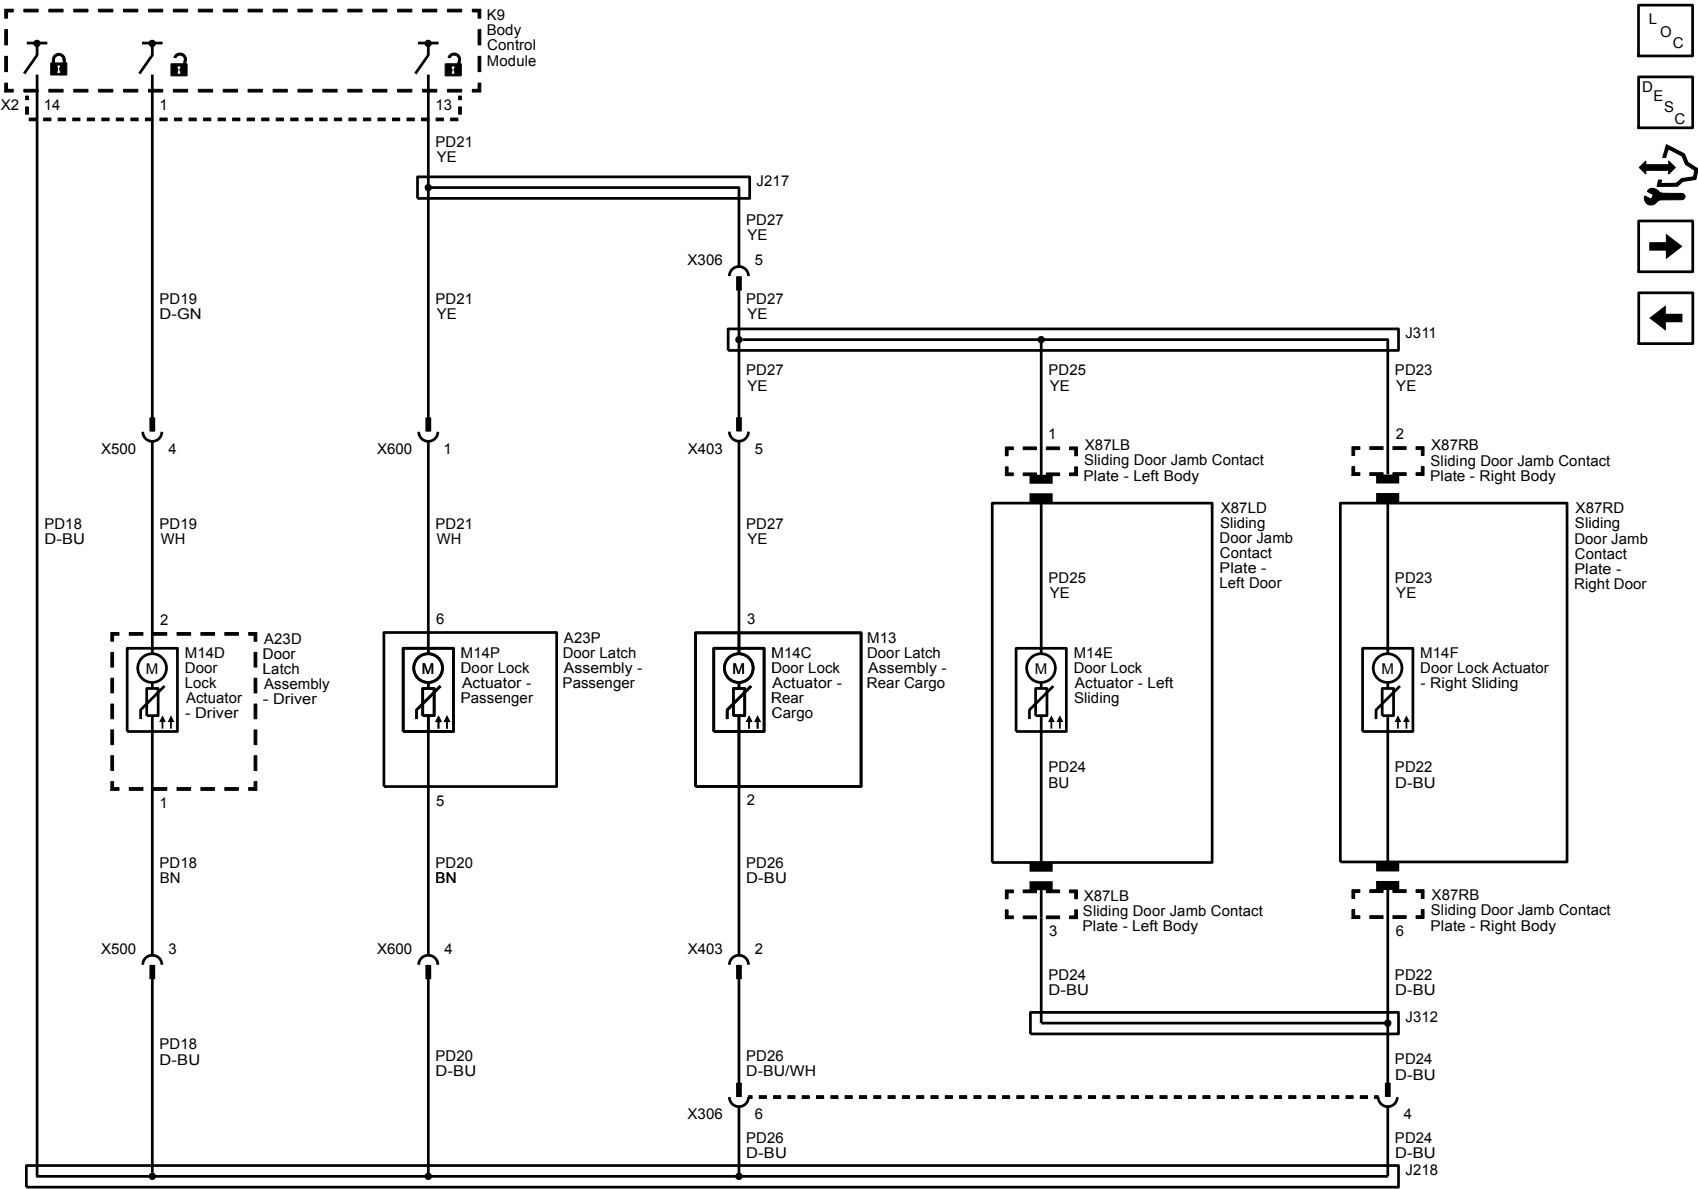 K9
Body
Control
Module
L
O
C
D
E
S
C
X2 14 1 13
PD21
YE
J217
PD27
YE
X306 5
PD19
D-GN
PD21
YE
PD27
YE
J311
PD27
YE
PD25
YE
PD23
YE
X500 4
X600 1
X403 5
1
X87LB
Sliding Door Jamb Contact
Plate - Left Body
2
X87RB
Sliding Door Jamb Contact
Plate - Right Body
PD18
D-BU
PD19
WH
PD21
WH
PD27
YE
X87LD
Sliding
Door Jamb
Contact
Plate -
Left Door
X87RD
Sliding
Door Jamb
Contact
Plate -
Right Door
PD25
YE
PD23
YE
2
6
3
A23D
Door
Latch
Assembly
- Driver
M
M14D
Door
Lock
Actuator
- Driver
A23P
Door Latch
Assembly -
Passenger
M
M14P
Door Lock
Actuator -
Passenger
M13
Door Latch
Assembly -
Rear Cargo
M
M14C
Door Lock
Actuator -
Rear
Cargo
M
M14E
Door Lock
Actuator - Left
Sliding
M
M14F
Door Lock Actuator
- Right Sliding
PD24
BU
PD22
D-BU
1
5
2
PD18
BN
PD20
BN
PD26
D-BU
X87LB
Sliding Door Jamb Contact
Plate - Left Body
3
X87RB
Sliding Door Jamb Contact
Plate - Right Body
6
X500 3
X600 4
X403 2
PD24
D-BU
PD22
D-BU
J312
PD18
D-BU
PD20
D-BU
PD26
D-BU/WH
PD24
D-BU
X306 6
4
PD26
D-BU
PD24
D-BU
J218